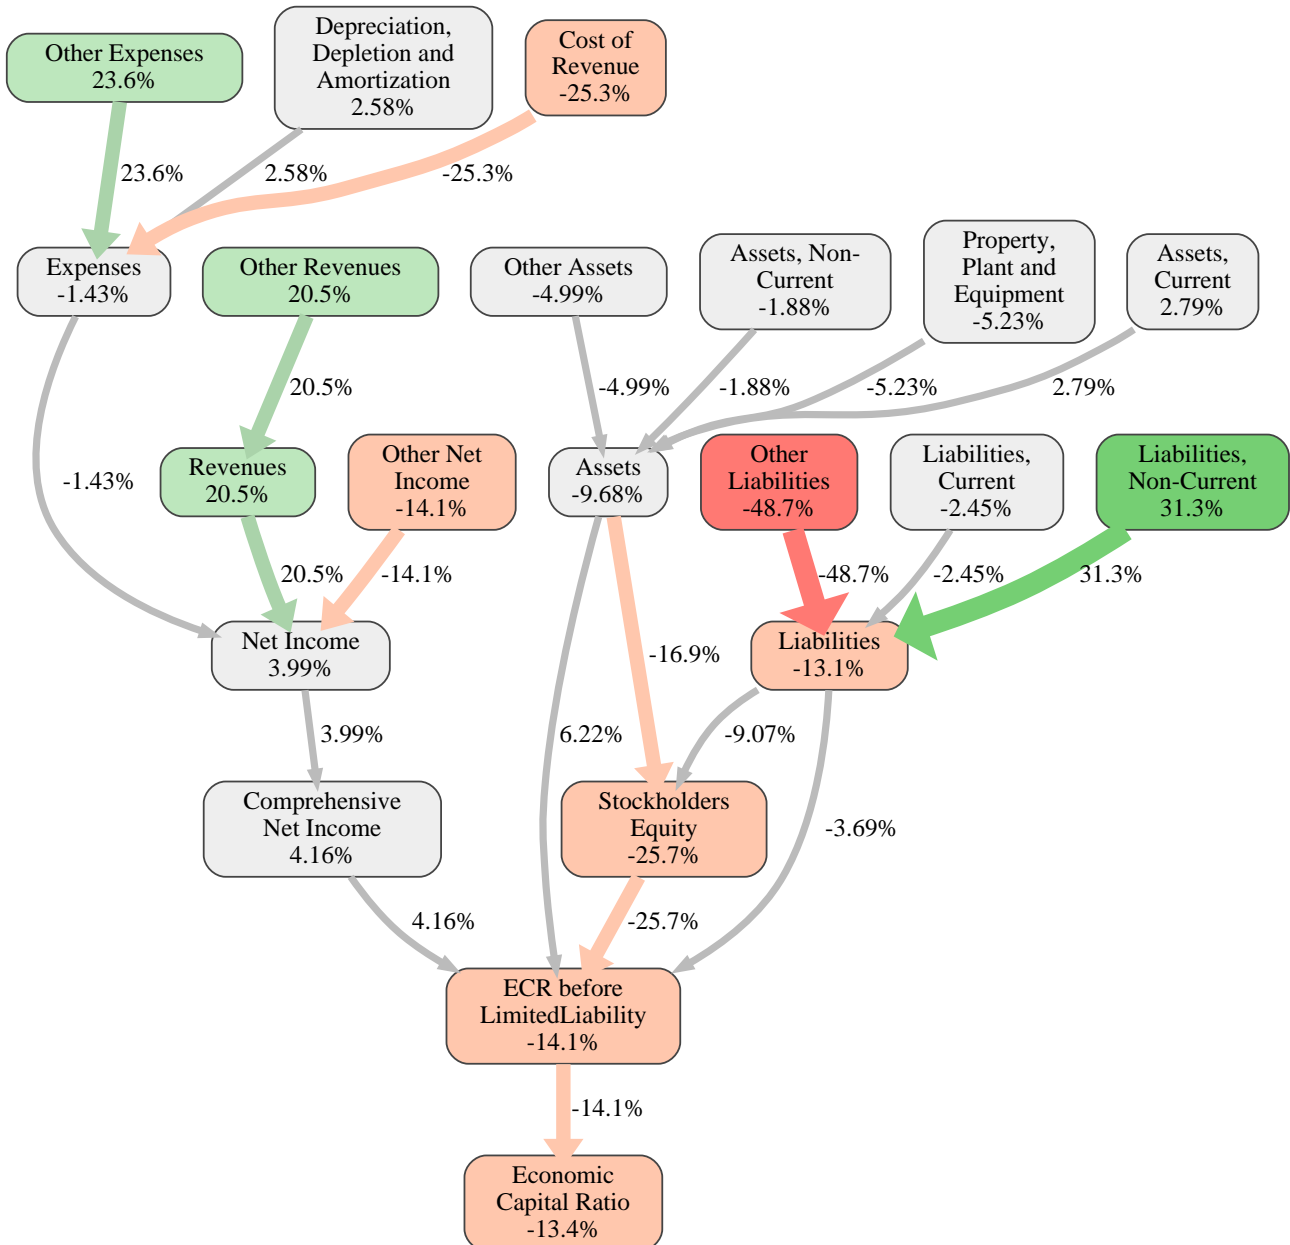 Other Expenses
23.6%
Depreciation,
Depletion and
Amortization
2.58%
Cost of
Revenue
-25.3%
23.6%
2.58%
-25.3%
Expenses
-1.43%
Other Revenues
20.5%
Other Assets
-4.99%
Assets, Non-
Current
-1.88%
Property,
Plant and
Equipment
-5.23%
Assets,
Current
2.79%
20.5%
-4.99%
-1.88%
-5.23%
2.79%
-1.43%
Revenues
20.5%
Other Net
Income
-14.1%
Assets
-9.68%
Other
Liabilities
-48.7%
Liabilities,
Current
-2.45%
Liabilities,
Non-Current
31.3%
20.5%
-14.1%
-48.7%
-2.45%
31.3%
Net Income
3.99%
-16.9%
Liabilities
-13.1%
3.99%
6.22%
-9.07%
Comprehensive
Net Income
4.16%
Stockholders
Equity
-25.7%
-3.69%
4.16%
-25.7%
ECR before
LimitedLiability
-14.1%
-14.1%
Economic
Capital Ratio
-13.4%